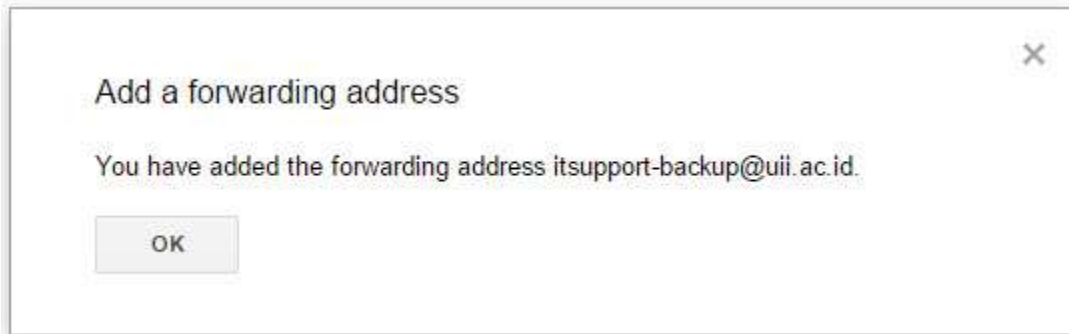 Add a forwarding address
You have added the forwarding address itsupport-backup@uii.ac.id.
OK